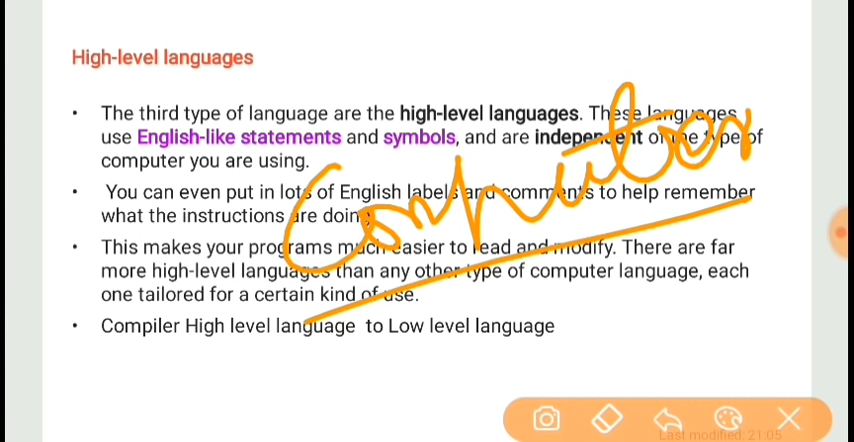 High-level languages
• The third type of language are the high-level languages. These languages
use English-like statements and symbols, and are independent of the type of
computer you are using.
• You can even put in lots of English labels and comments to help remember
what the instructions are doing.
• This makes your programs much easier to read and modify. There are far
more high-level languages than any other type of computer language, each
one tailored for a certain kind of use.
• Compiler High level language to Low level language
Computer
Last modified: 21:05